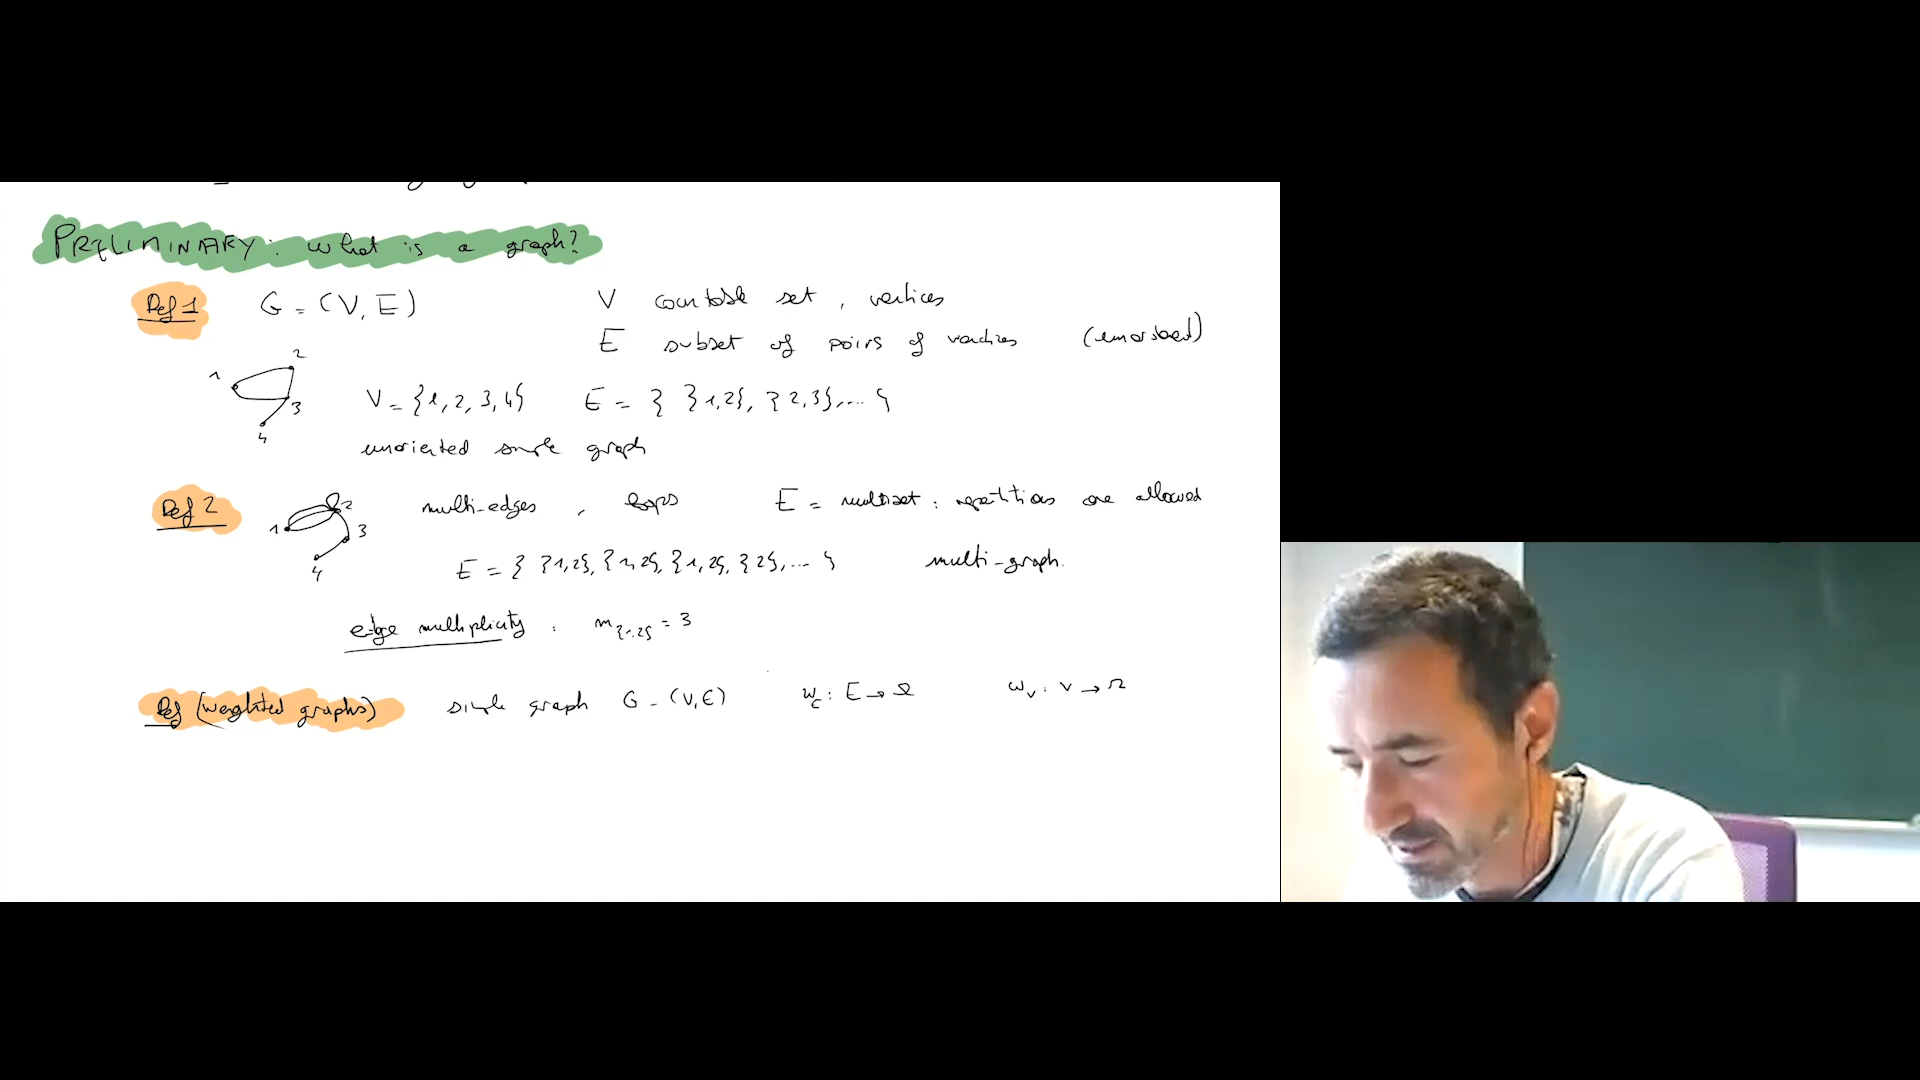 PRELIMINARY: what is a graph?
Def 1 G = (V, E) V countable set, vertices
E subset of pairs of vertices (unordered)
1 2 3 4
V = {1, 2, 3, 4} E = { {1,2}, {2,3}, ... }
unoriented simple graph
Def 2 multi-edges, loops E = multiset: repetitions are allowed
1 2 3 4
E = { {1,2}, {1,2}, {1,2}, {2}, ... } multi-graph.
edge multiplicity: m{1,2} = 3
Def (weighted graphs) simple graph G = (V, E) we: E → Ω wv: V → Ω